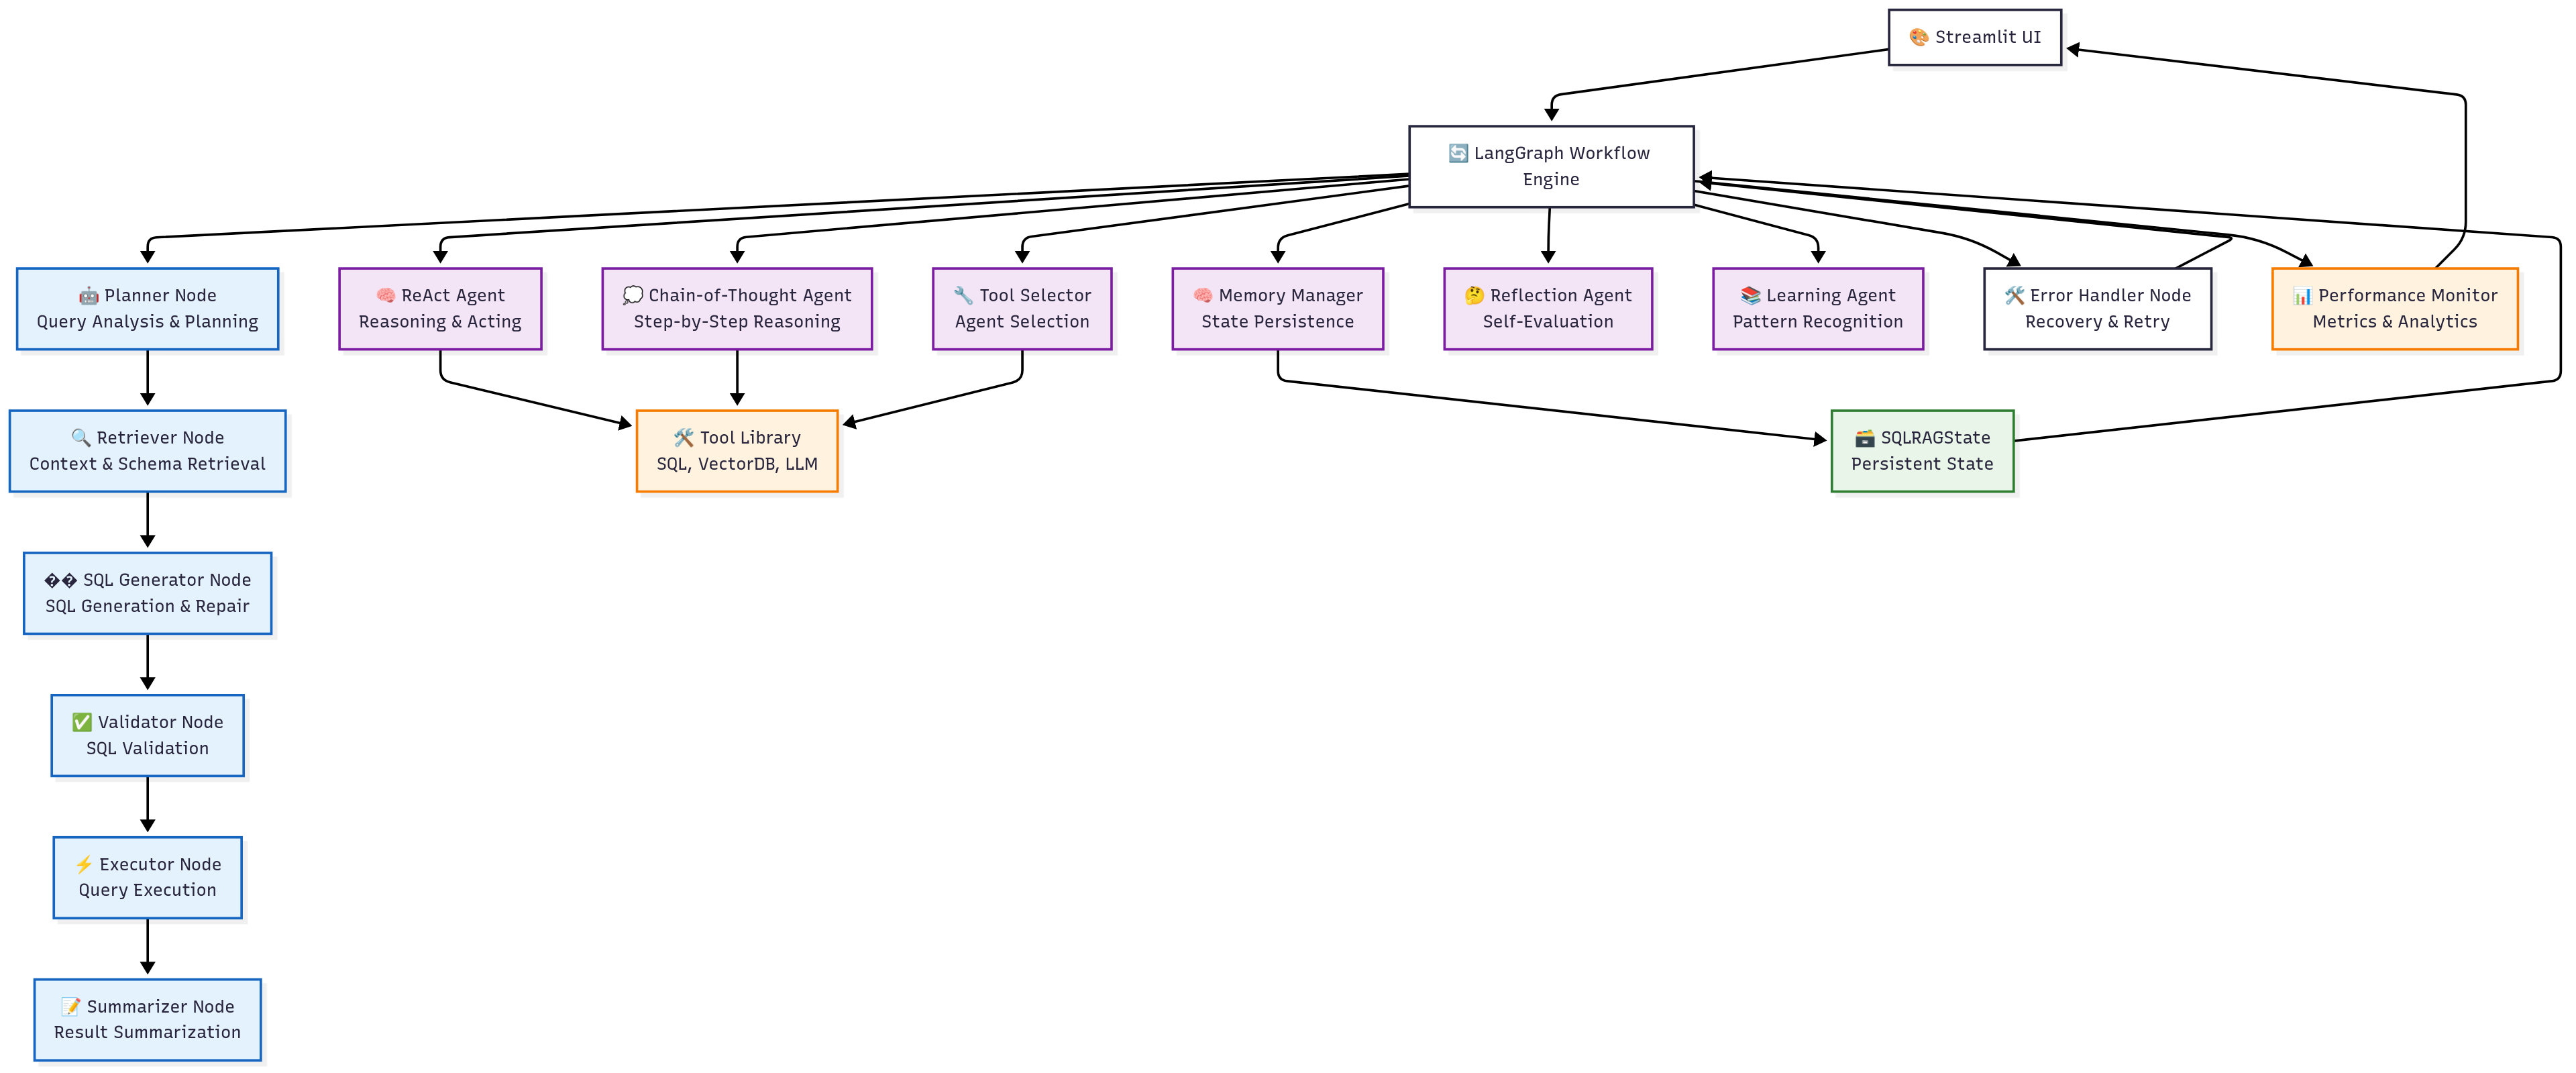 🎨 Streamlit UI
🔄 LangGraph Workflow
Engine
🤖 Planner Node
Query Analysis & Planning
🧠 ReAct Agent
Reasoning & Acting
💭 Chain-of-Thought Agent
Step-by-Step Reasoning
🔧 Tool Selector
Agent Selection
🧠 Memory Manager
State Persistence
🤔 Reflection Agent
Self-Evaluation
📚 Learning Agent
Pattern Recognition
🛠️ Error Handler Node
Recovery & Retry
📊 Performance Monitor
Metrics & Analytics
🔍 Retriever Node
Context & Schema Retrieval
🛠️ Tool Library
SQL, VectorDB, LLM
🗃️ SQLRAGState
Persistent State
�� SQL Generator Node
SQL Generation & Repair
✅ Validator Node
SQL Validation
⚡ Executor Node
Query Execution
📝 Summarizer Node
Result Summarization